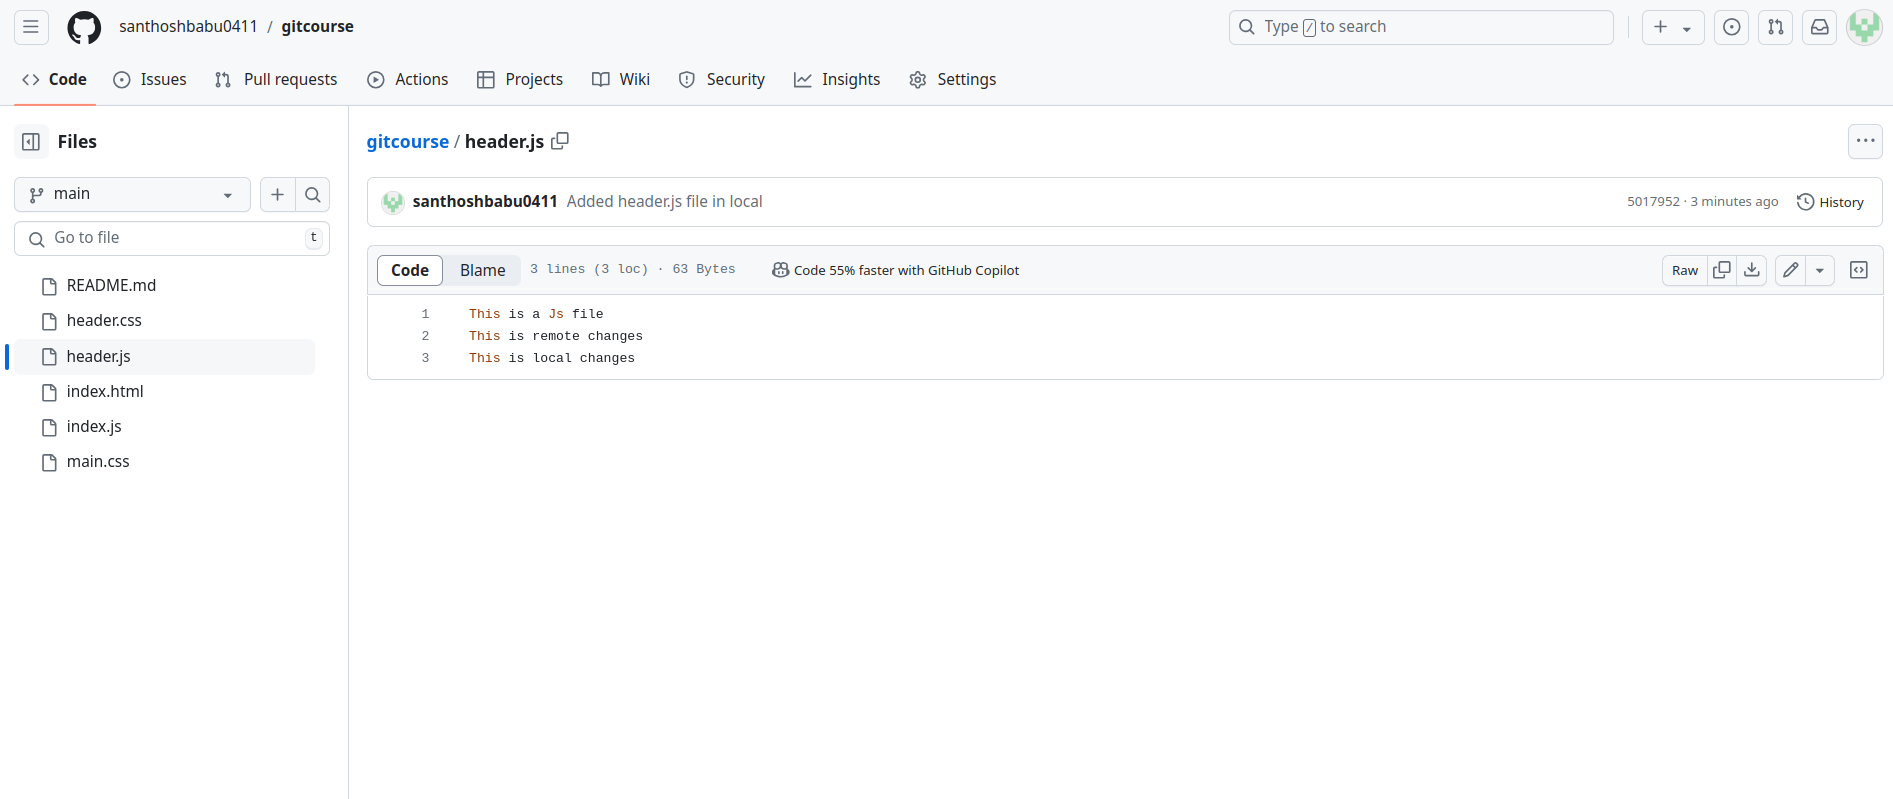 santhoshbabu0411 / gitcourse
Type / to search
Code Issues Pull requests Actions Projects Wiki Security Insights Settings
Files
main
Go to file t
README.md
header.css
header.js
index.html
index.js
main.css
gitcourse / header.js
santhoshbabu0411 Added header.js file in local
5017952 · 3 minutes ago History
Code Blame 3 lines (3 loc) · 63 Bytes Code 55% faster with GitHub Copilot Raw
1 This is a Js file
2 This is remote changes
3 This is local changes